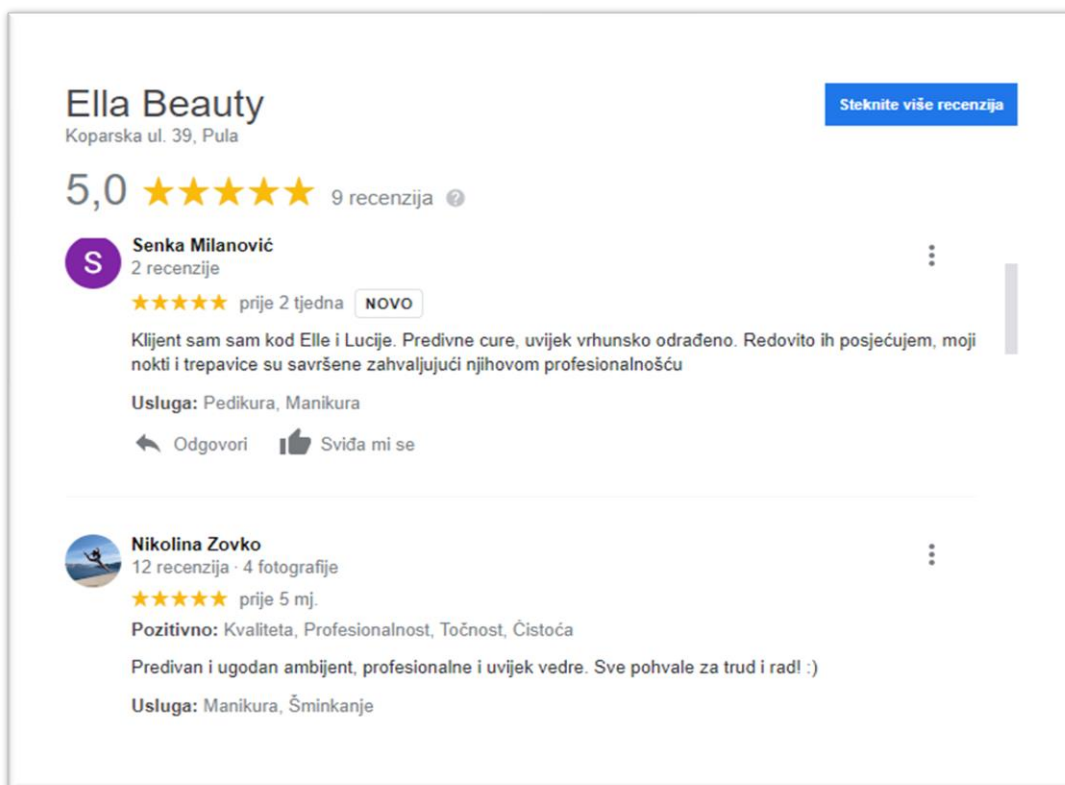 Ella Beauty
Steknite više recenzija
Koparska ul. 39, Pula
5,0 9 recenzija ?
S
Senka Milanović
2 recenzije
prije 2 tjedna NOVO
Klijent sam sam kod Elle i Lucije. Predivne cure, uvijek vrhunsko odrađeno. Redovito ih posjećujem, moji
nokti i trepavice su savršene zahvaljujući njihovom profesionalnošću
Usluga: Pedikura, Manikura
Odgovori Sviđa mi se
Nikolina Zovko
12 recenzija · 4 fotografije
prije 5 mj.
Pozitivno: Kvaliteta, Profesionalnost, Točnost, Čistoća
Predivan i ugodan ambijent, profesionalne i uvijek vedre. Sve pohvale za trud i rad! :)
Usluga: Manikura, Šminkanje